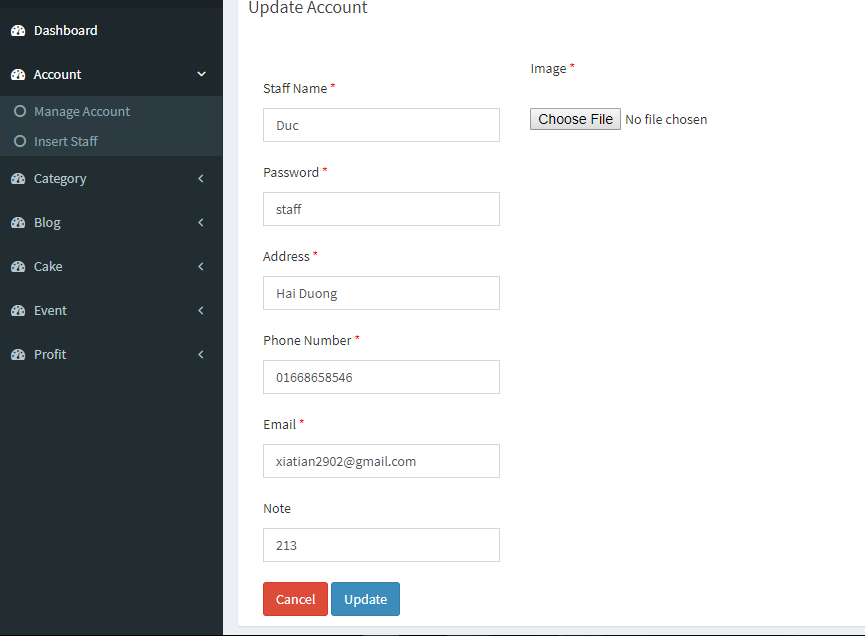 Dashboard
Account
Manage Account
Insert Staff
Category
Blog
Cake
Event
Profit
Update Account
Staff Name *
Duc
Password *
staff
Address *
Hai Duong
Phone Number *
01668658546
Email *
xiatian2902@gmail.com
Note
213
Cancel Update
Image *
Choose File No file chosen